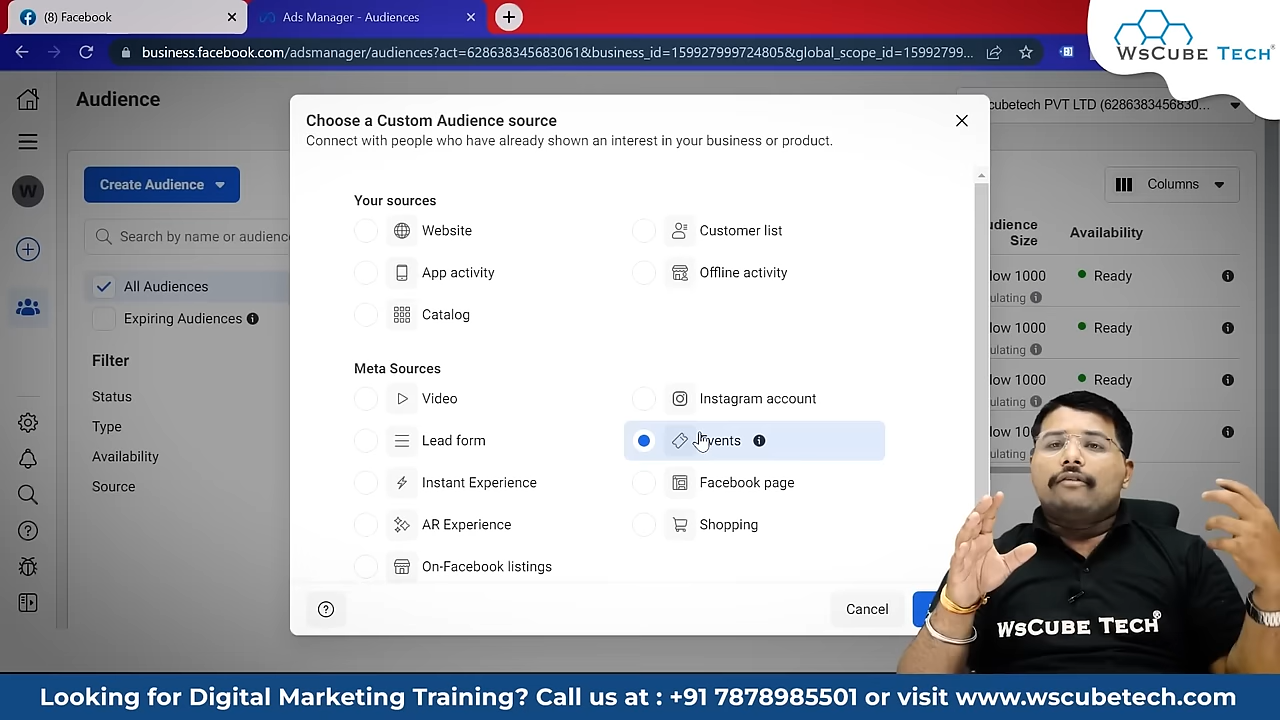 (8) Facebook
Ads Manager - Audiences
business.facebook.com/adsmanager/audiences?act=628638345683061&business_id=159927999724805&global_scope_id=15992799...
WsCube Tech®
Audience
cubetech PVT LTD (6286383456830...
Choose a Custom Audience source
Connect with people who have already shown an interest in your business or product.
W
Create Audience
Columns
Search by name or audience
All Audiences
Expiring Audiences
Filter
Status
Type
Availability
Source
Your sources
Website
Customer list
App activity
Offline activity
Catalog
Meta Sources
Video
Instagram account
Lead form
Events
Instant Experience
Facebook page
AR Experience
Shopping
On-Facebook listings
Cancel
udience
Size
Availability
low 1000
Ready
ulating
low 1000
Ready
ulating
low 1000
Ready
ulating
low 100
Ready
WsCube Tech®
Looking for Digital Marketing Training? Call us at : +91 7878985501 or visit www.wscubetech.com